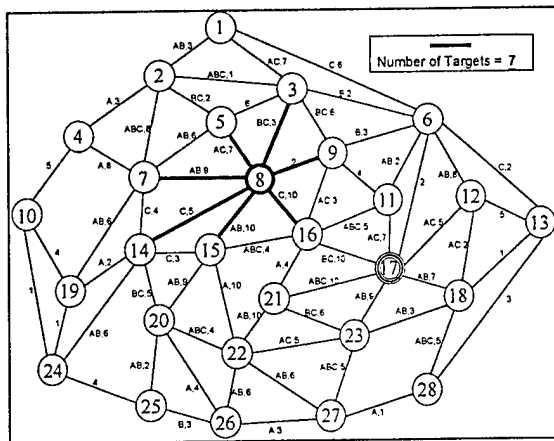 1
AB,3
AC,7
C,6
Number of Targets = 7
2
ABC,1
3
BC,2
6
B,2
A,3
5
BC,3
BC,6
6
4
ABC,8
AB,6
AC,7
9
B,3
AB,2
AB,8
C,2
5
A,8
7
AB,9
8
2
4
2
12
5
13
10
AB,6
C,4
C,5
C,10
AC,3
11
AC,5
AC,2
4
14
AB,10
16
ABC,5
AC,7
1
A,2
C,3
15
ABC,4
BC,10
17
AB,7
3
19
BC,5
AB,9
A,10
A,4
ABC,10
18
1
1
AB,6
21
AB,9
AB,3
20
AB,10
BC,6
23
ABC,5
24
ABC,4
22
AC,5
4
AB,2
A,4
AB,6
AB,6
ABC,5
28
25
B,3
26
A,3
27
A,1